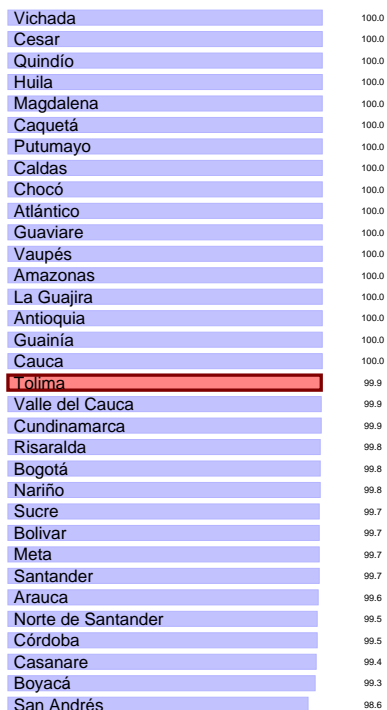 Vichada 100.0
Cesar 100.0
Quindío 100.0
Huila 100.0
Magdalena 100.0
Caquetá 100.0
Putumayo 100.0
Caldas 100.0
Chocó 100.0
Atlántico 100.0
Guaviare 100.0
Vaupés 100.0
Amazonas 100.0
La Guajira 100.0
Antioquia 100.0
Guainía 100.0
Cauca 100.0
Tolima 99.9
Valle del Cauca 99.9
Cundinamarca 99.9
Risaralda 99.8
Bogotá 99.8
Nariño 99.8
Sucre 99.7
Bolivar 99.7
Meta 99.7
Santander 99.7
Arauca 99.6
Norte de Santander 99.5
Córdoba 99.5
Casanare 99.4
Boyacá 99.3
San Andrés 98.6